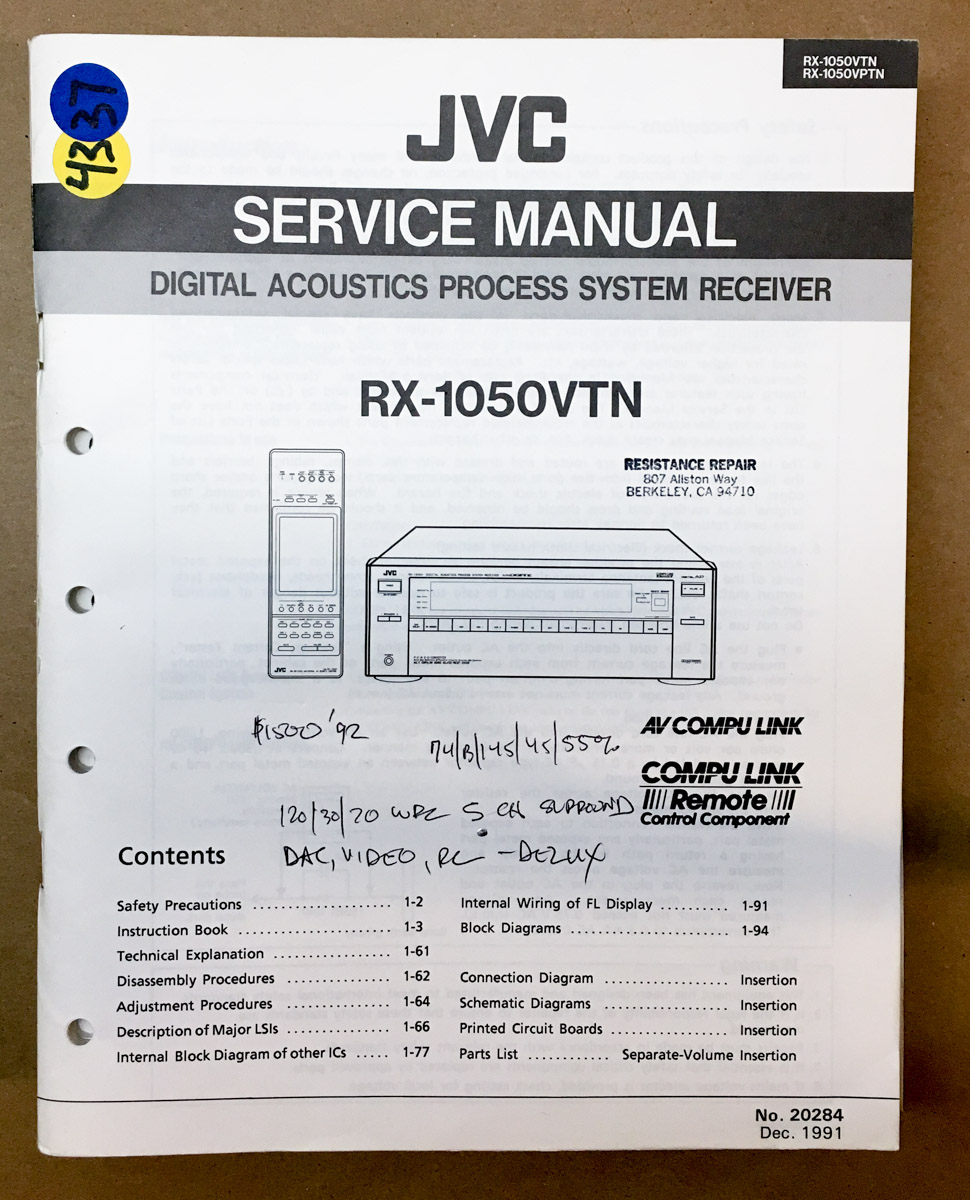 RX-1050VTN
RX-1050VPTN
4337
JVC
SERVICE MANUAL
DIGITAL ACOUSTICS PROCESS SYSTEM RECEIVER
RX-1050VTN
RESISTANCE REPAIR
807 Allston Way
BERKELEY, CA 94710
JVC
JVC
$1500 '92
74/B/145/45/55%
120/30/20 WPC 5 CH SURROUND
DAC, VIDEO, RC - DELUX
AV COMPU LINK
COMPU LINK
Remote
Control Component
Contents
Safety Precautions .................... 1-2
Instruction Book ...................... 1-3
Technical Explanation ................ 1-61
Disassembly Procedures .............. 1-62
Adjustment Procedures .............. 1-64
Description of Major LSIs ............ 1-66
Internal Block Diagram of other ICs ..... 1-77
Internal Wiring of FL Display .......... 1-91
Block Diagrams ...................... 1-94
Connection Diagram .................. Insertion
Schematic Diagrams .................. Insertion
Printed Circuit Boards ................ Insertion
Parts List ............ Separate-Volume Insertion
No. 20284
Dec. 1991